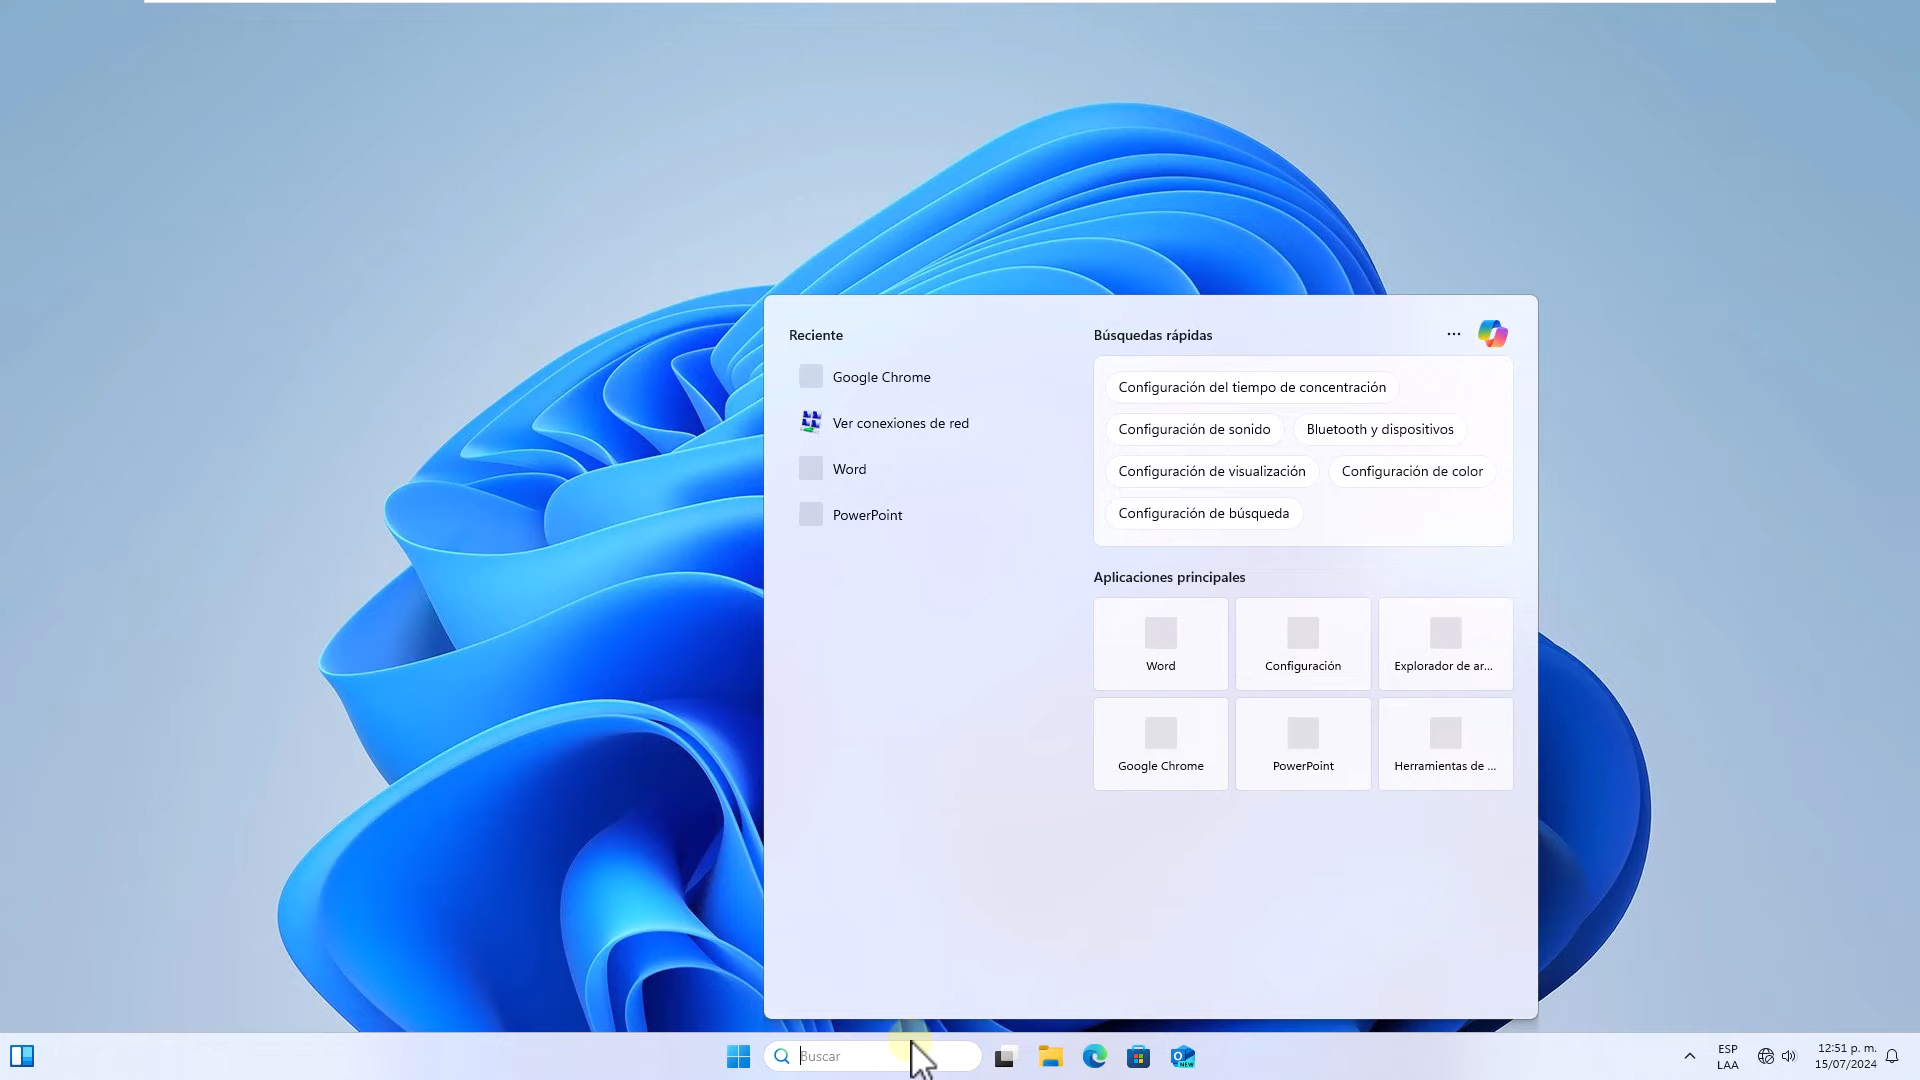 Reciente
Google Chrome
Ver conexiones de red
Word
PowerPoint
Búsquedas rápidas
Configuración del tiempo de concentración
Configuración de sonido
Bluetooth y dispositivos
Configuración de visualización
Configuración de color
Configuración de búsqueda
Aplicaciones principales
Word
Configuración
Explorador de ar...
Google Chrome
PowerPoint
Herramientas de ...
Buscar
NEW
ESP
LAA
12:51 p. m.
15/07/2024